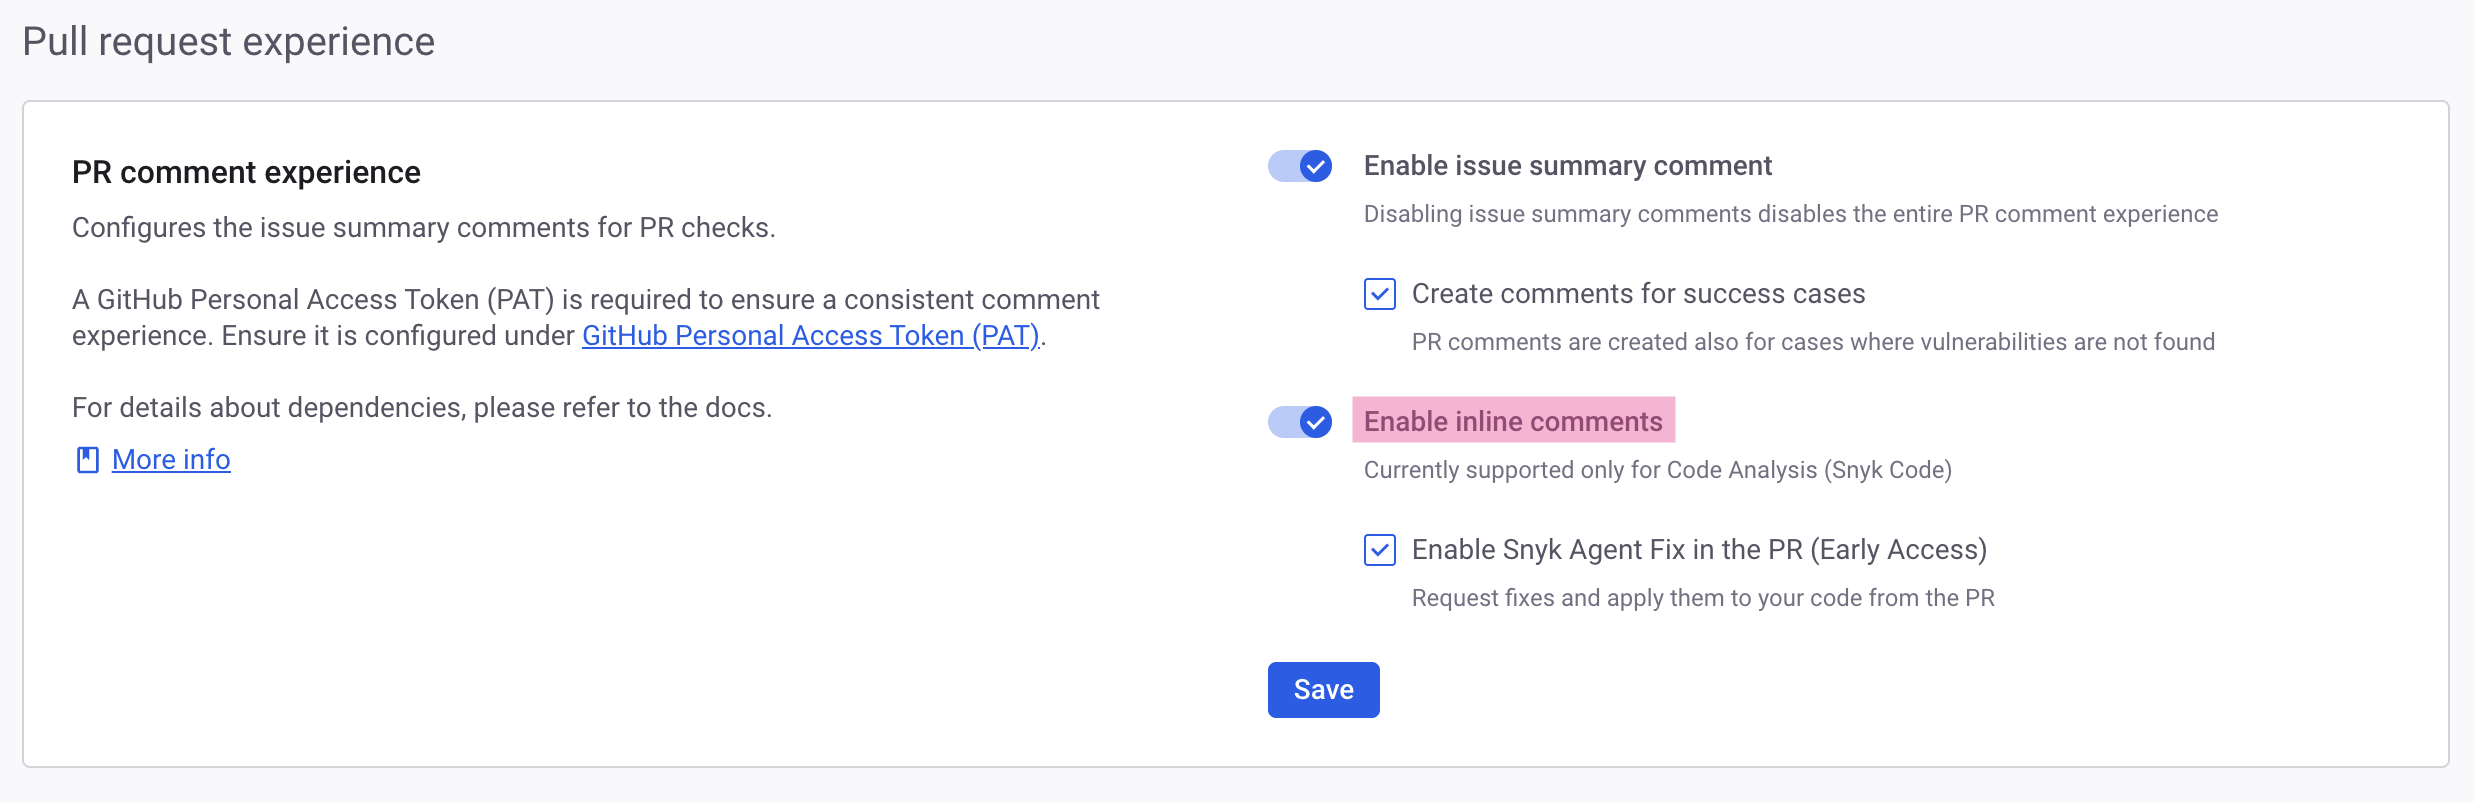 Pull request experience
PR comment experience
Configures the issue summary comments for PR checks.
A GitHub Personal Access Token (PAT) is required to ensure a consistent comment
experience. Ensure it is configured under GitHub Personal Access Token (PAT).
For details about dependencies, please refer to the docs.
More info
Enable issue summary comment
Disabling issue summary comments disables the entire PR comment experience
Create comments for success cases
PR comments are created also for cases where vulnerabilities are not found
Enable inline comments
Currently supported only for Code Analysis (Snyk Code)
Enable Snyk Agent Fix in the PR (Early Access)
Request fixes and apply them to your code from the PR
Save